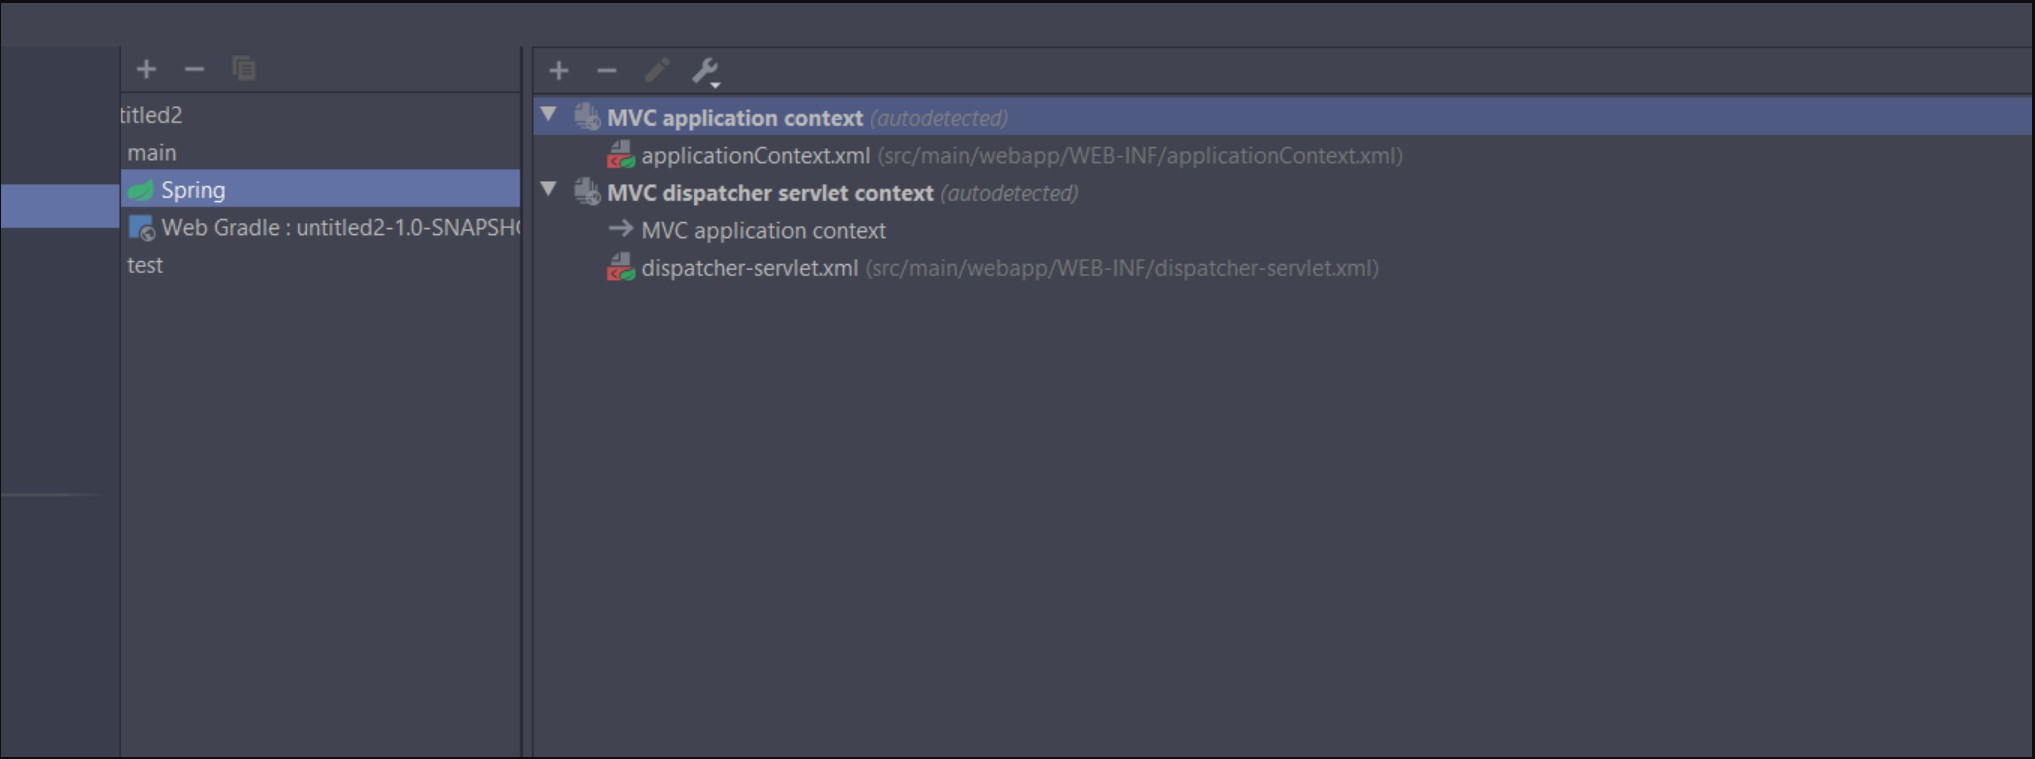 titled2
main
Spring
Web Gradle : untitled2-1.0-SNAPSH
test
MVC application context (autodetected)
applicationContext.xml (src/main/webapp/WEB-INF/applicationContext.xml)
MVC dispatcher servlet context (autodetected)
MVC application context
dispatcher-servlet.xml (src/main/webapp/WEB-INF/dispatcher-servlet.xml)